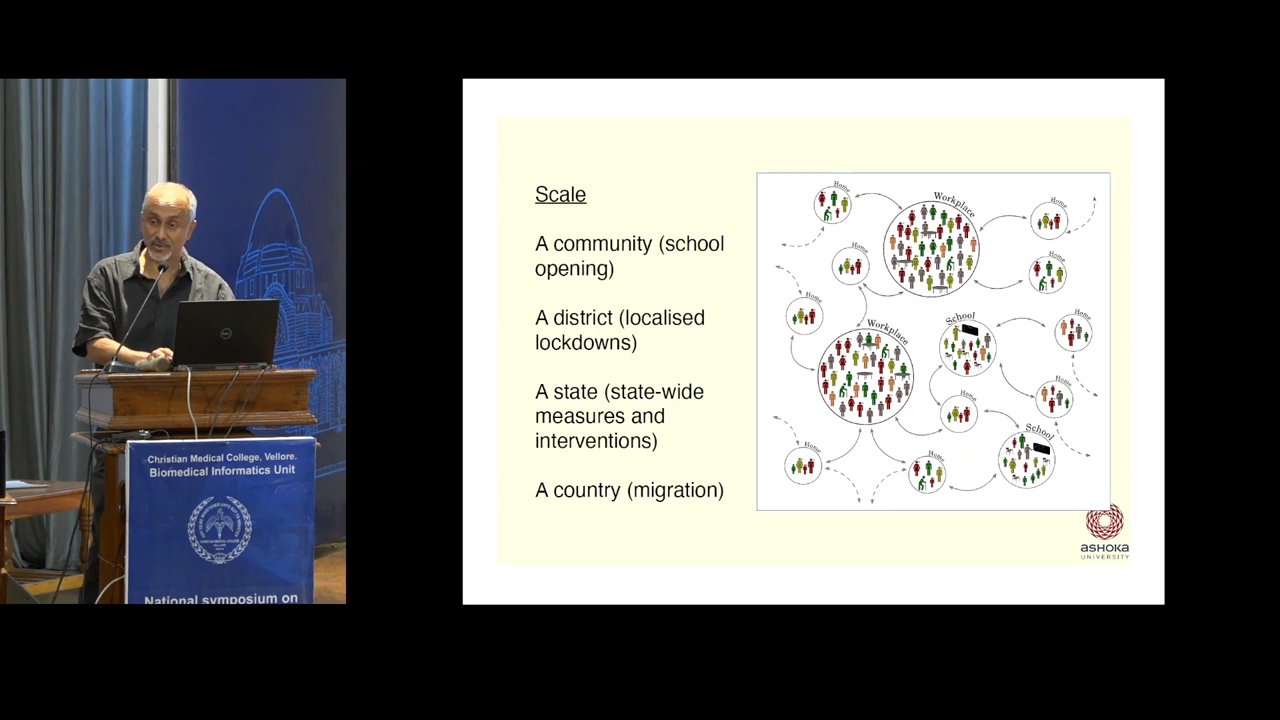 Scale
A community (school
opening)
A district (localised
lockdowns)
A state (state-wide
measures and
interventions)
A country (migration)
Home
Workplace
Home
Home
Home
Home
Workplace
School
Home
Home
Home
School
Home
Home
ASHOKA
UNIVERSITY
DELL
Christian Medical College, Vellore.
Biomedical Informatics Unit
National symposium on